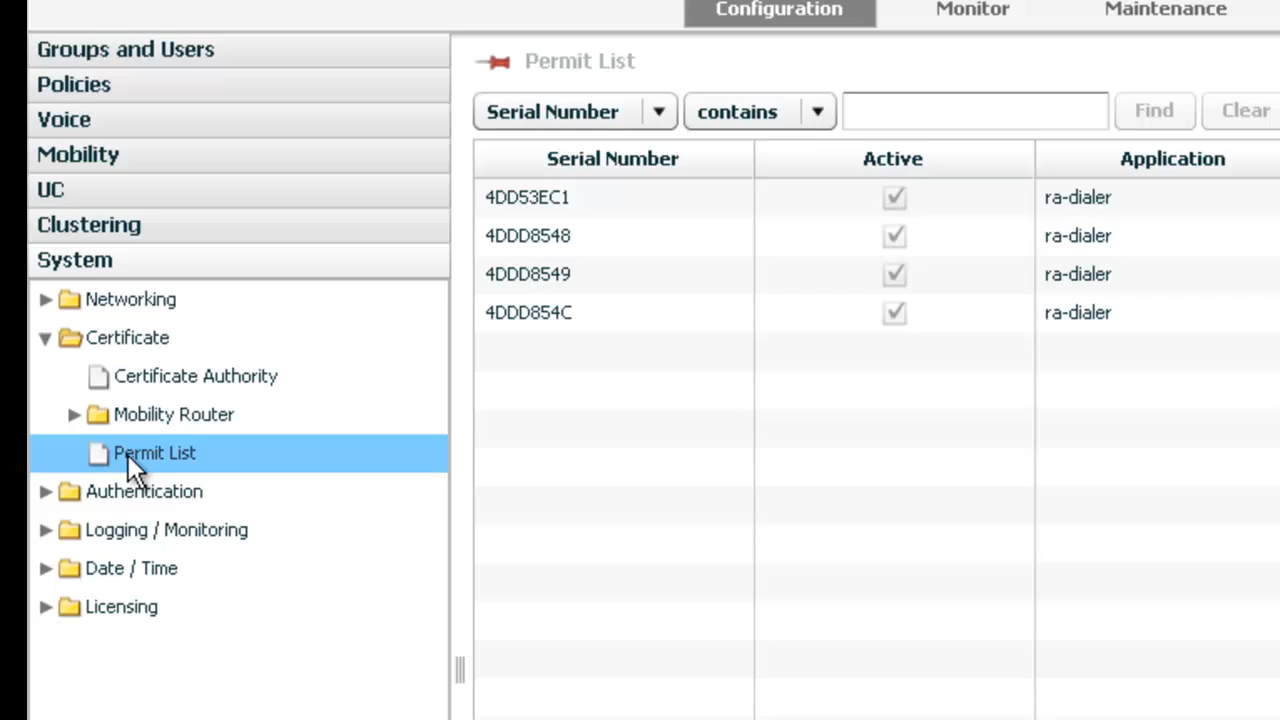 Configuration Monitor Maintenance
Groups and Users
Policies
Voice
Mobility
UC
Clustering
System
Networking
Certificate
Certificate Authority
Mobility Router
Permit List
Authentication
Logging / Monitoring
Date / Time
Licensing
Permit List
Serial Number contains Find Clear
Serial Number Active Application
4DD53EC1 ra-dialer
4DDD8548 ra-dialer
4DDD8549 ra-dialer
4DDD854C ra-dialer